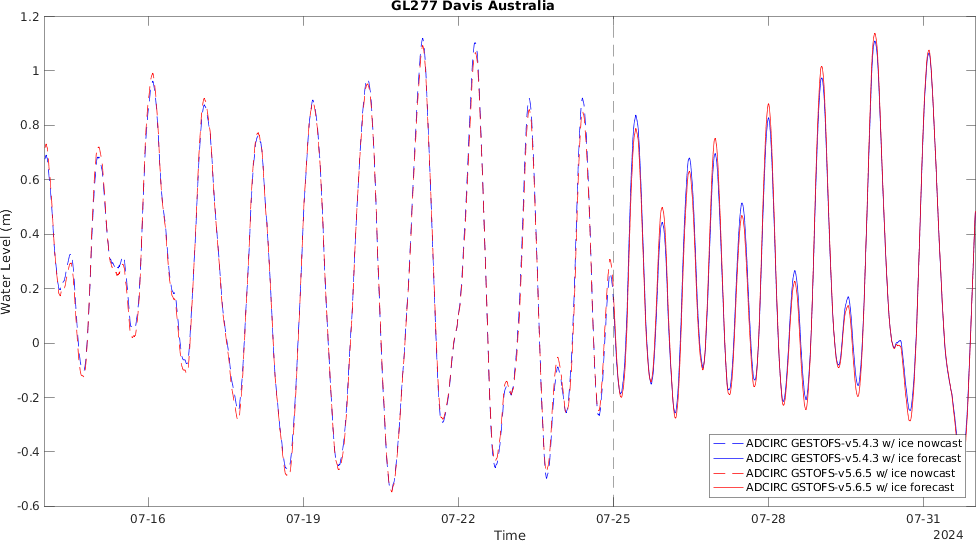 GL277 Davis Australia
1.2
1
0.8
0.6
0.4
0.2
0
-0.2
-0.4
-0.6
Water Level (m)
ADCIRC GESTOFS-v5.4.3 w/ ice nowcast
ADCIRC GESTOFS-v5.4.3 w/ ice forecast
ADCIRC GSTOFS-v5.6.5 w/ ice nowcast
ADCIRC GSTOFS-v5.6.5 w/ ice forecast
07-16 07-19 07-22 07-25 07-28 07-31
Time
2024